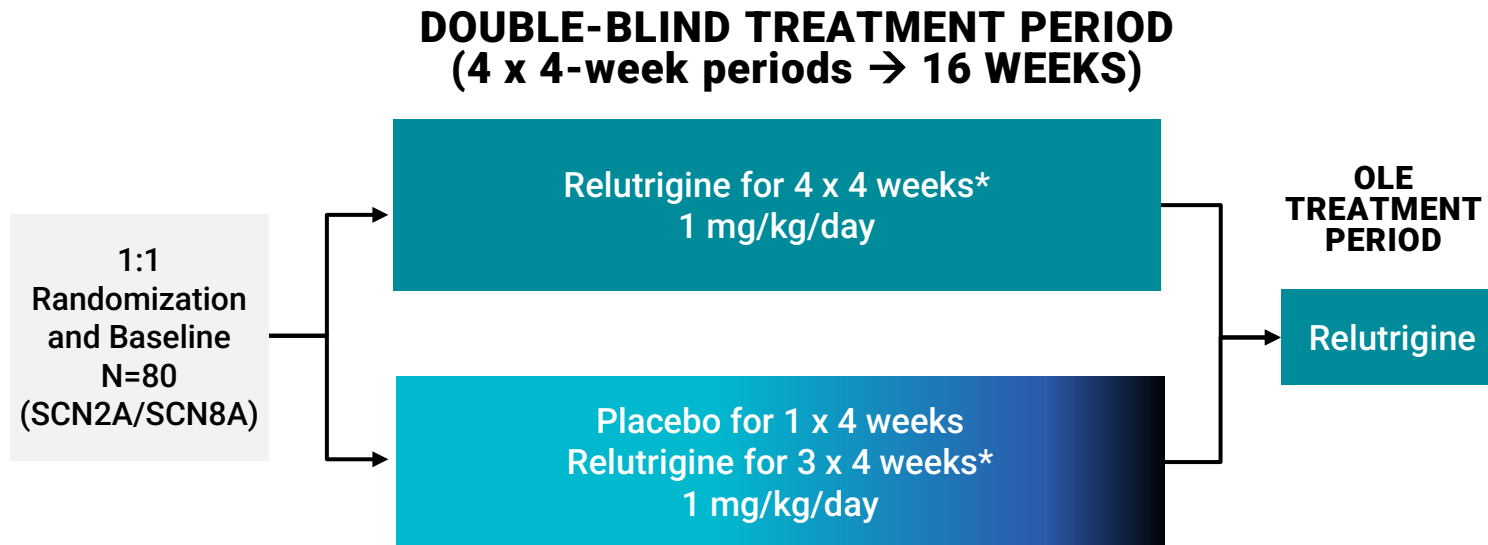 DOUBLE-BLIND TREATMENT PERIOD
(4 x 4-week periods → 16 WEEKS)
1:1
Randomization
and Baseline
N=80
(SCN2A/SCN8A)
Relutrigine for 4 x 4 weeks*
1 mg/kg/day
Placebo for 1 x 4 weeks
Relutrigine for 3 x 4 weeks*
1 mg/kg/day
OLE
TREATMENT
PERIOD
Relutrigine